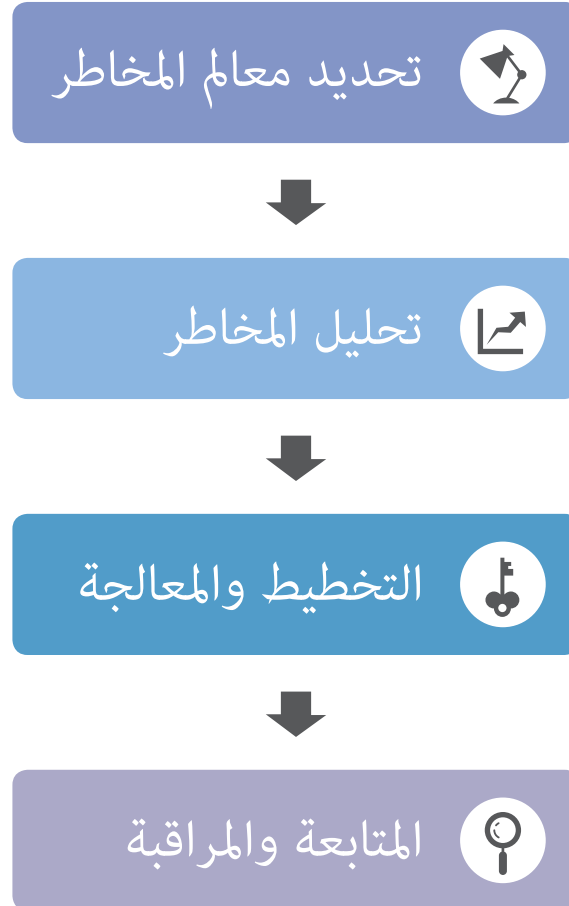 تحديد معالم المخاطر
تحليل المخاطر
التخطيط والمعالجة
المتابعة والمراقبة